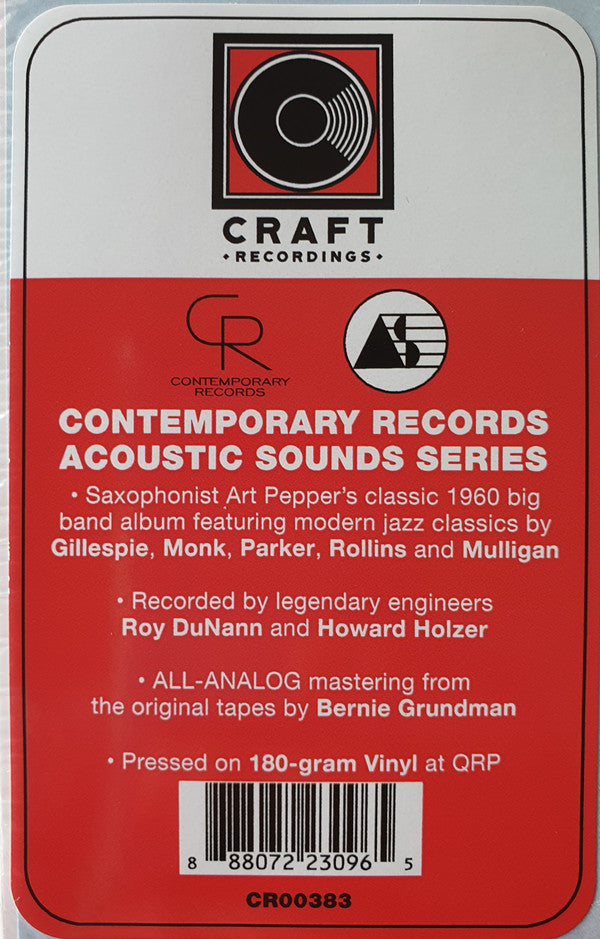 CRAFT
•RECORDINGS•
CR
CONTEMPORARY
RECORDS
AS
CONTEMPORARY RECORDS
ACOUSTIC SOUNDS SERIES
• Saxophonist Art Pepper's classic 1960 big
band album featuring modern jazz classics by
Gillespie, Monk, Parker, Rollins and Mulligan
• Recorded by legendary engineers
Roy DuNann and Howard Holzer
• ALL-ANALOG mastering from
the original tapes by Bernie Grundman
• Pressed on 180-gram Vinyl at QRP
8 88072 23096 5
CR00383